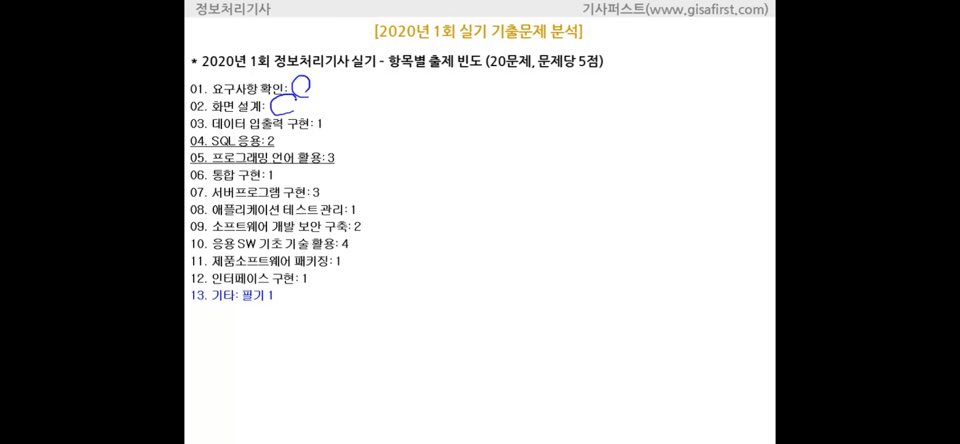 정보처리기사 기사퍼스트(www.gisafirst.com)
[2020년 1회 실기 기출문제 분석]
* 2020년 1회 정보처리기사 실기 - 항목별 출제 빈도 (20문제, 문제당 5점)
01. 요구사항 확인:
02. 화면 설계:
03. 데이터 입출력 구현: 1
04. SQL 응용: 2
05. 프로그래밍 언어 활용: 3
06. 통합 구현: 1
07. 서버프로그램 구현: 3
08. 애플리케이션 테스트 관리: 1
09. 소프트웨어 개발 보안 구축: 2
10. 응용 SW 기초 기술 활용: 4
11. 제품소프트웨어 패키징: 1
12. 인터페이스 구현: 1
13. 기타: 필기 1